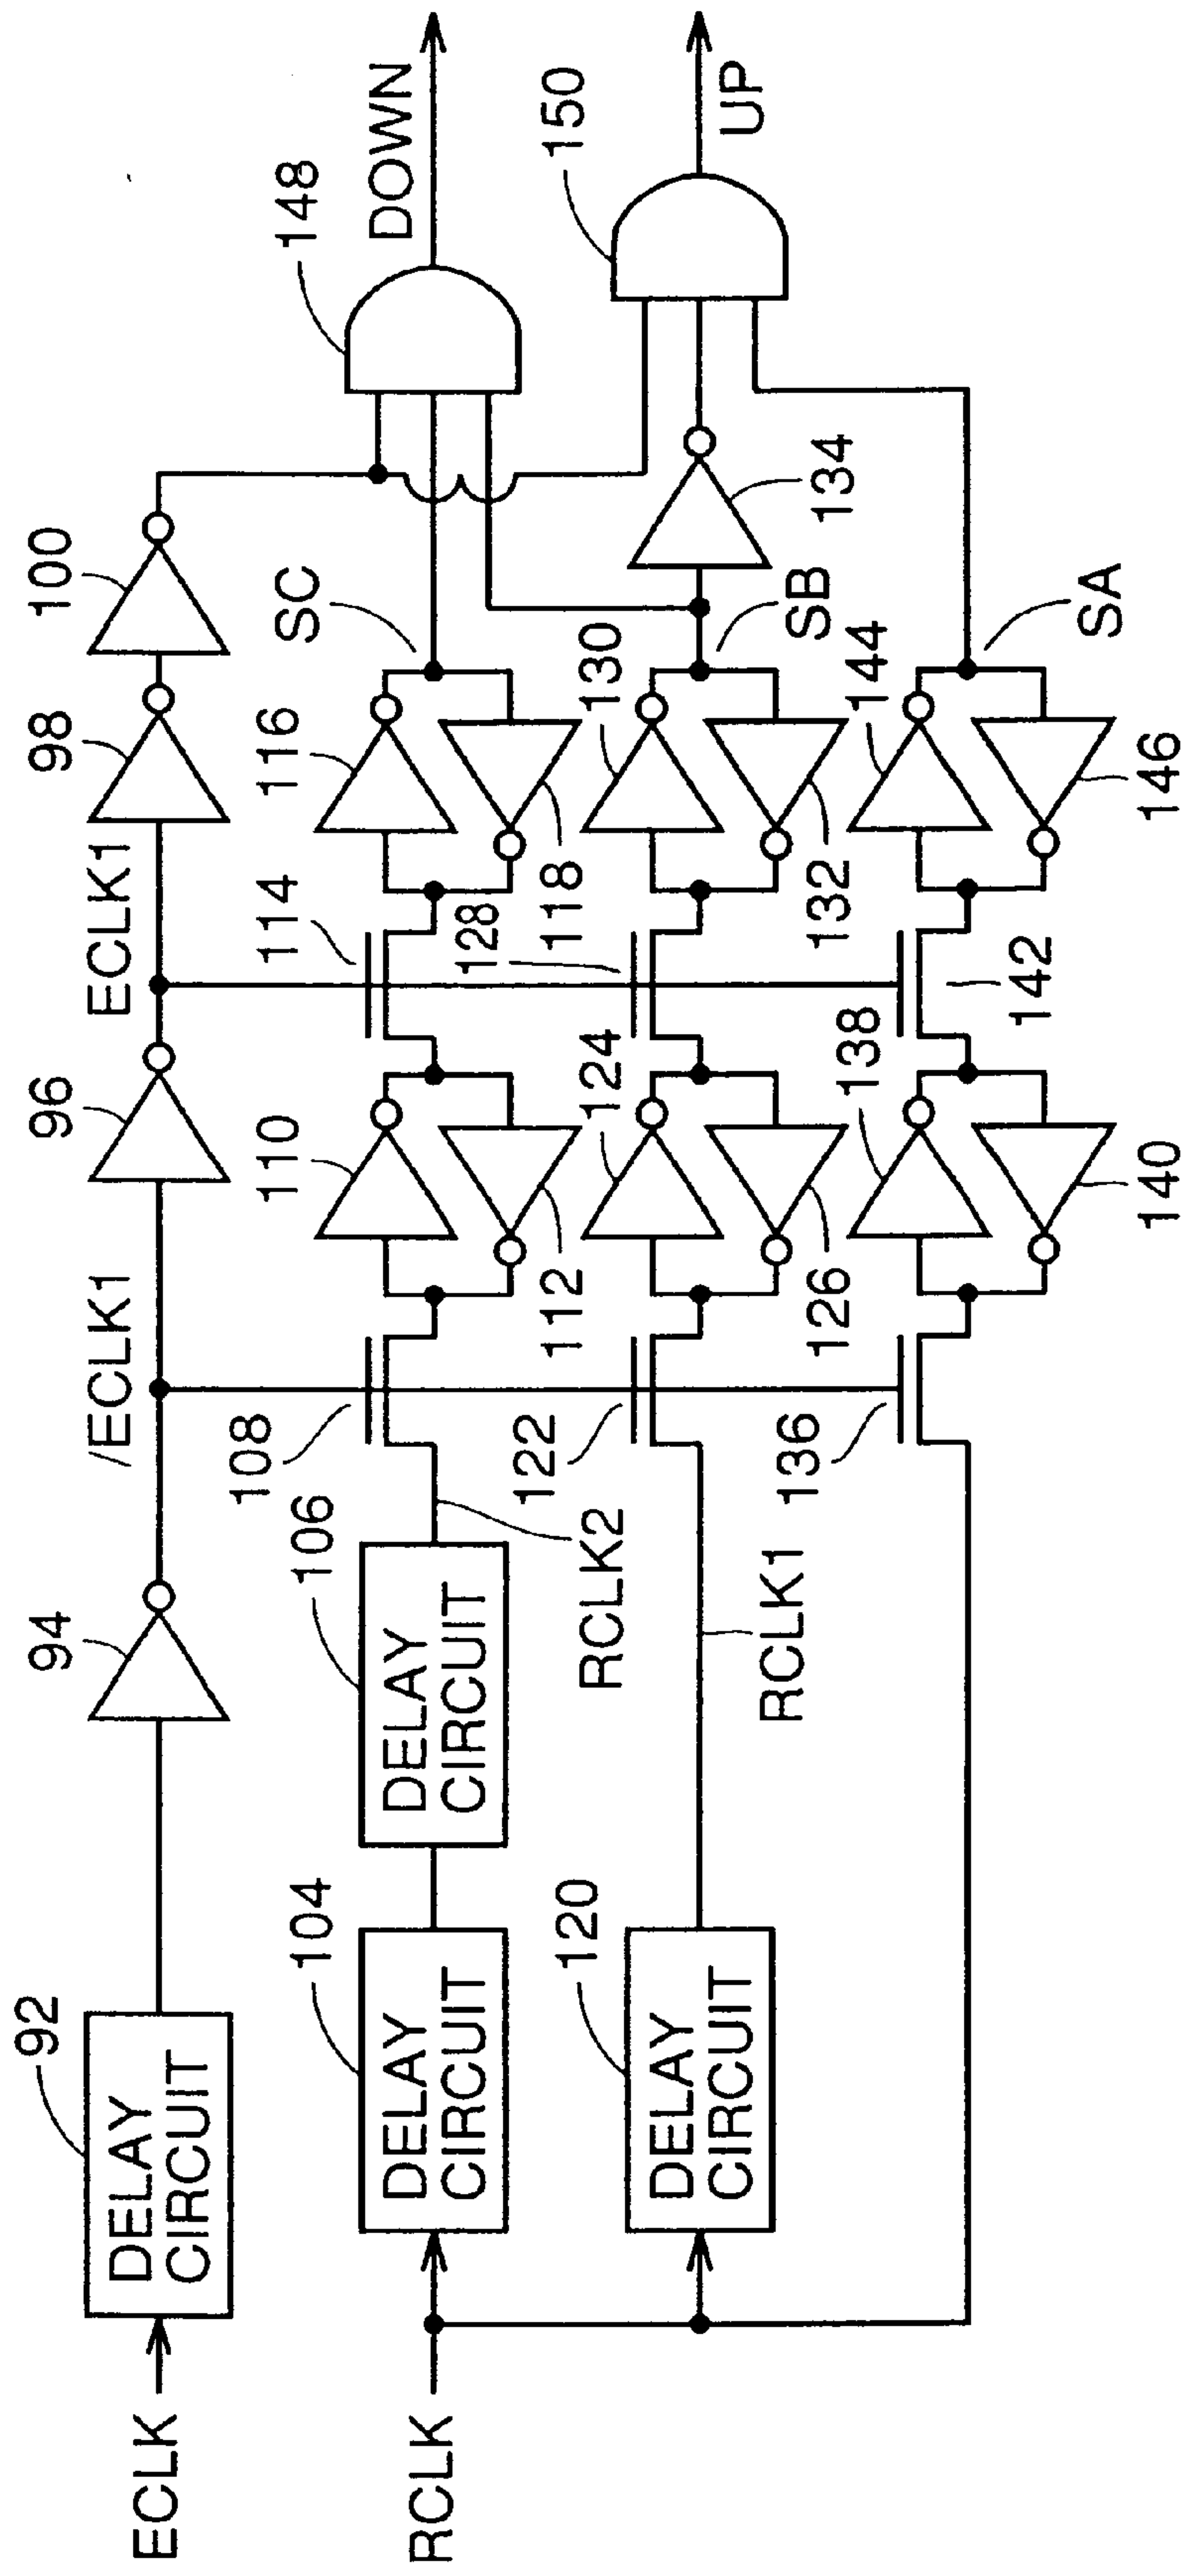 ECLK
92
DELAY
CIRCUIT
94
/ECLK1
96
ECLK1
98
100
RCLK
104
DELAY
CIRCUIT
106
DELAY
CIRCUIT
RCLK2
108
110
112
114
116
118
SC
148
DOWN
120
DELAY
CIRCUIT
RCLK1
122
124
126
128
130
132
SB
134
150
UP
136
138
140
142
144
146
SA